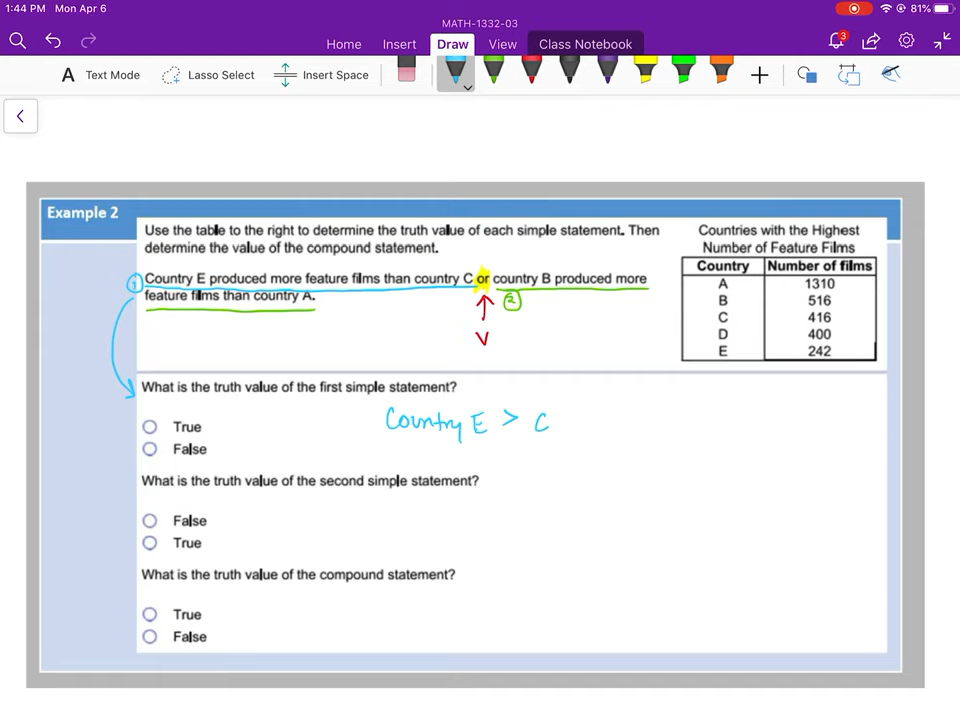 1:44 PM Mon Apr 6
81%
MATH-1332-03
Home Insert Draw View Class Notebook
3
A Text Mode Lasso Select Insert Space
Example 2
Use the table to the right to determine the truth value of each simple statement. Then
determine the value of the compound statement.
① Country E produced more feature films than country C or country B produced more
feature films than country A.
②
V
Countries with the Highest
Number of Feature Films
Country Number of films
A 1310
B 516
C 416
D 400
E 242
What is the truth value of the first simple statement?
Country E > C
True
False
What is the truth value of the second simple statement?
False
True
What is the truth value of the compound statement?
True
False